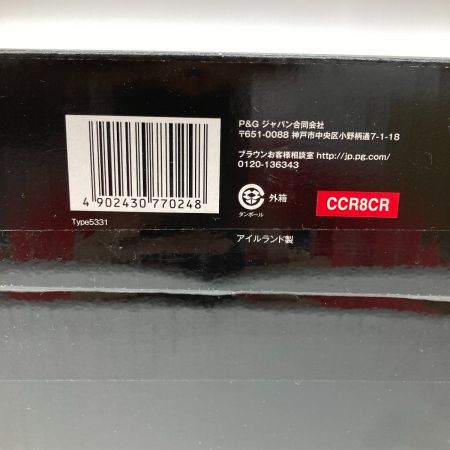 P&G ジャパン合同会社
〒651-0088 神戸市中央区小野柄通7-1-18
ブラウンお客様相談室 http://jp.pg.com/
0120-136343
4 902430 770248
Type5331
外箱
ダンボール
CCR8CR
アイルランド製